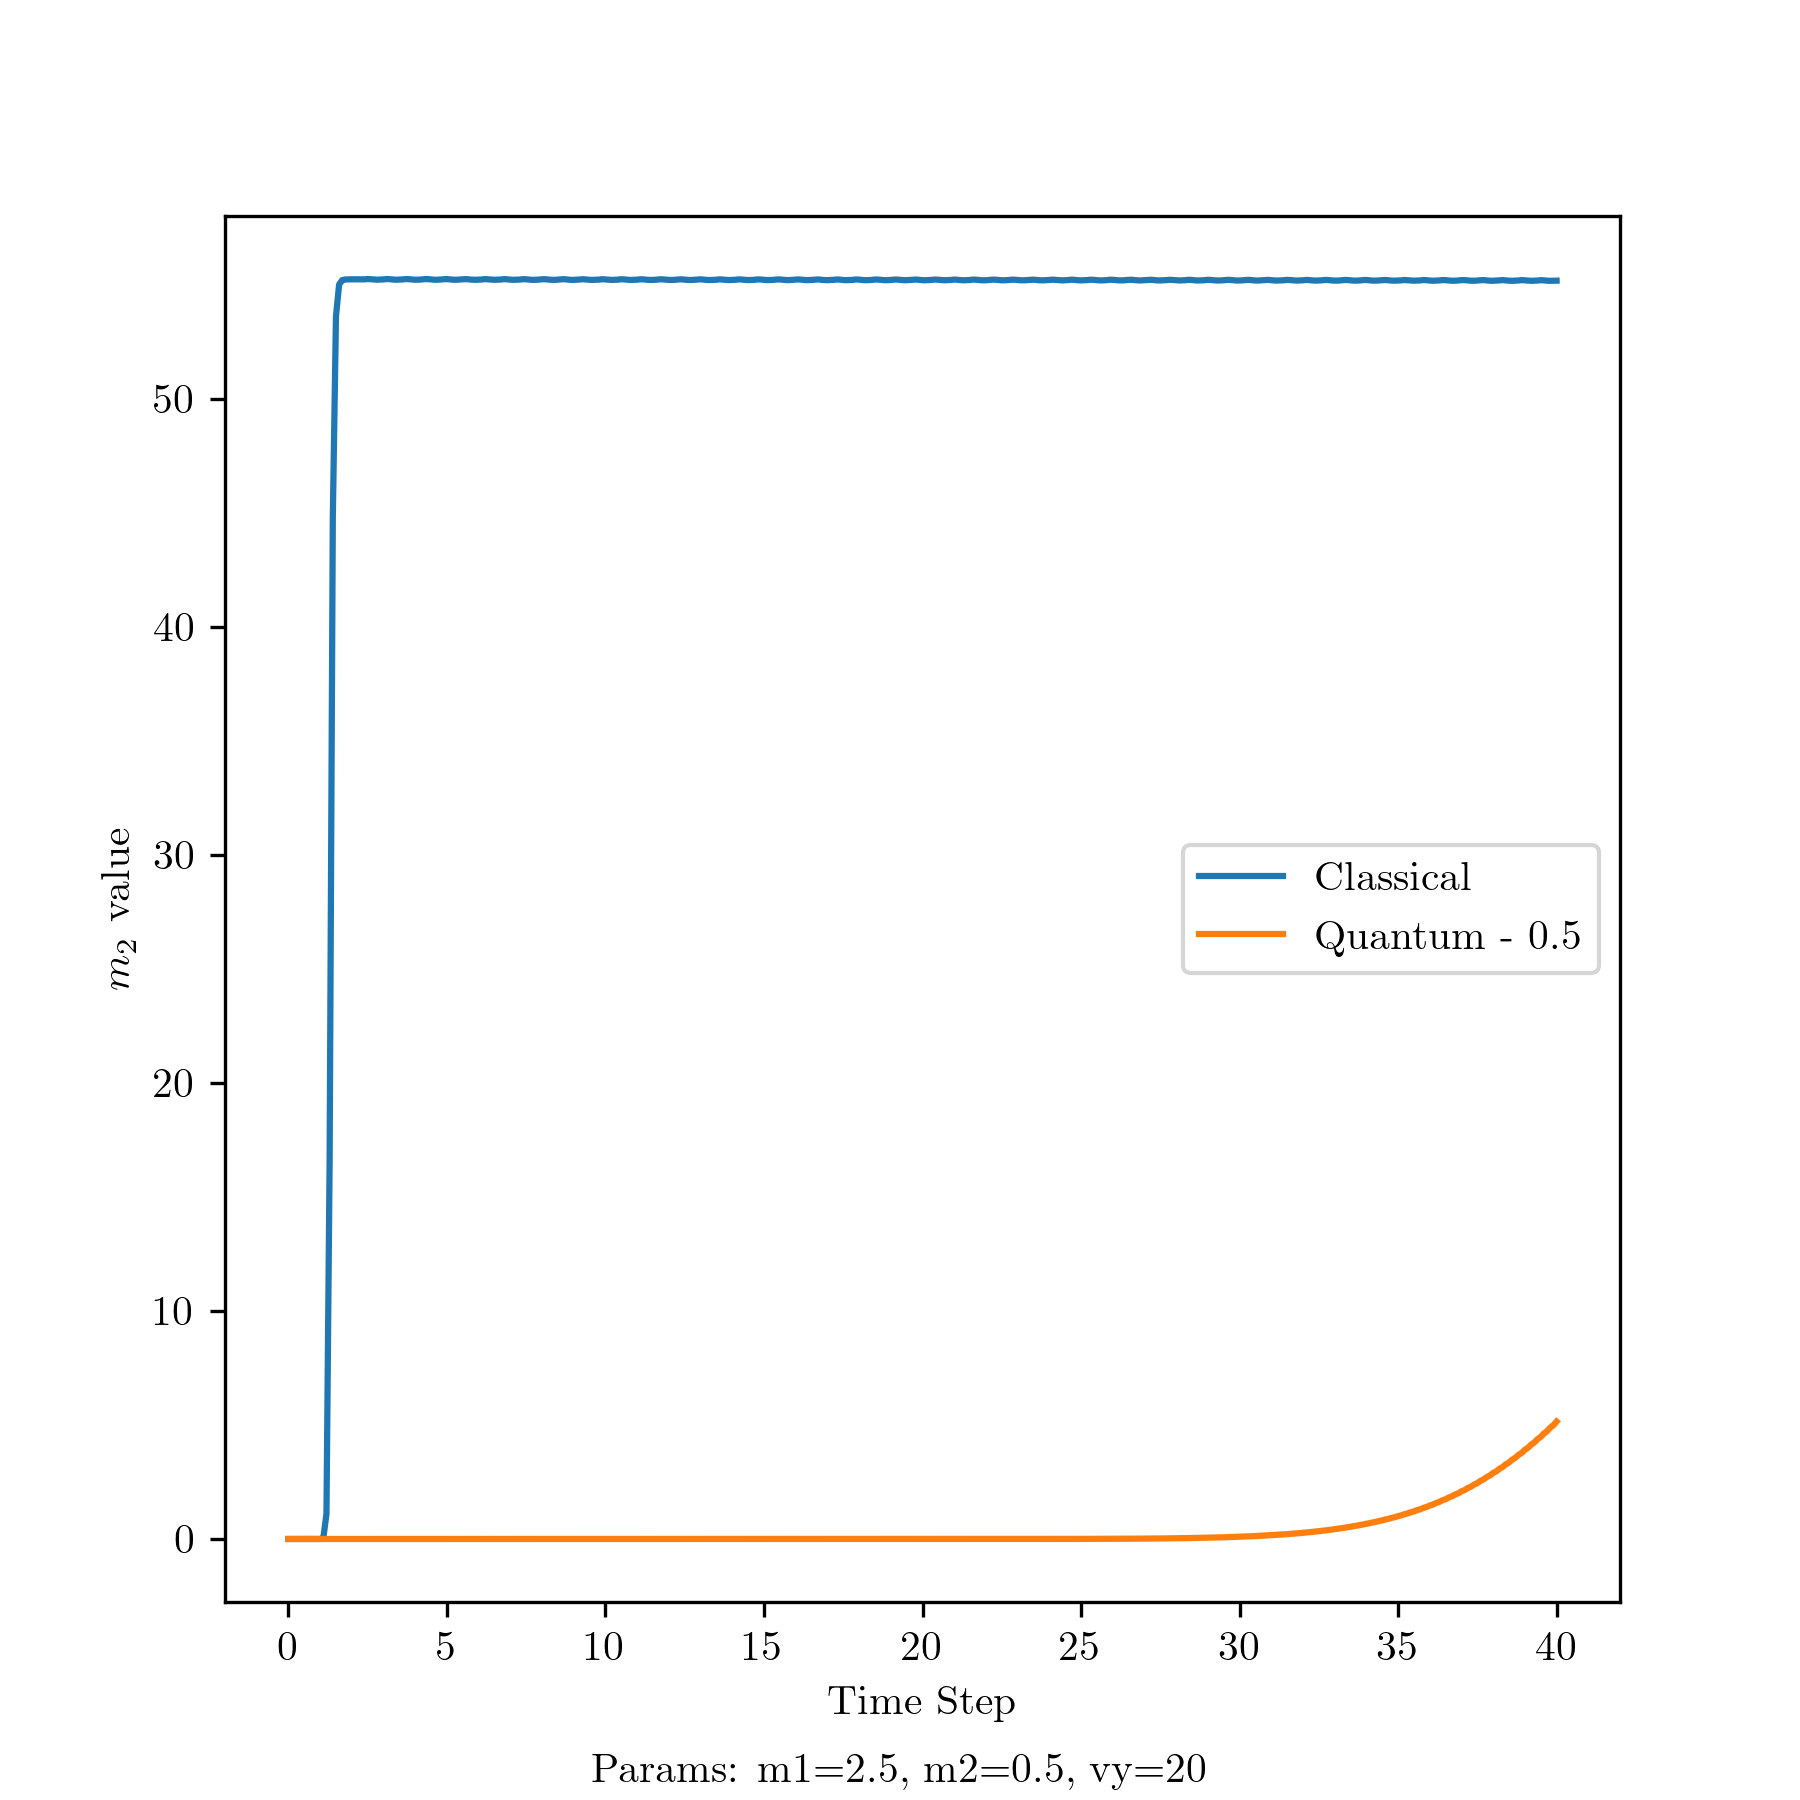 50
40
30
20
10
0
m₂ value
Classical
Quantum - 0.5
0 5 10 15 20 25 30 35 40
Time Step
Params: m1=2.5, m2=0.5, vy=20